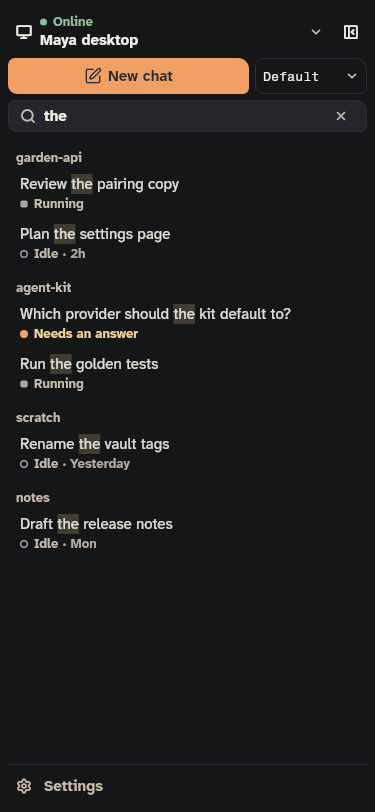 Online
Maya desktop
New chat
Default
the
garden-api
Review the pairing copy
Running
Plan the settings page
Idle · 2h
agent-kit
Which provider should the kit default to?
Needs an answer
Run the golden tests
Running
scratch
Rename the vault tags
Idle · Yesterday
notes
Draft the release notes
Idle · Mon
Settings